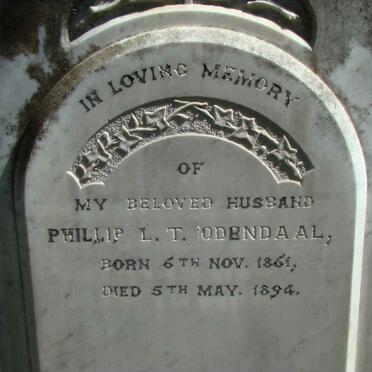 IN LOVING MEMORY
OF
MY BELOVED HUSBAND
PHILLIP L. T. ODENDAAL,
BORN 6TH NOV. 1861,
DIED 5TH MAY. 1894.